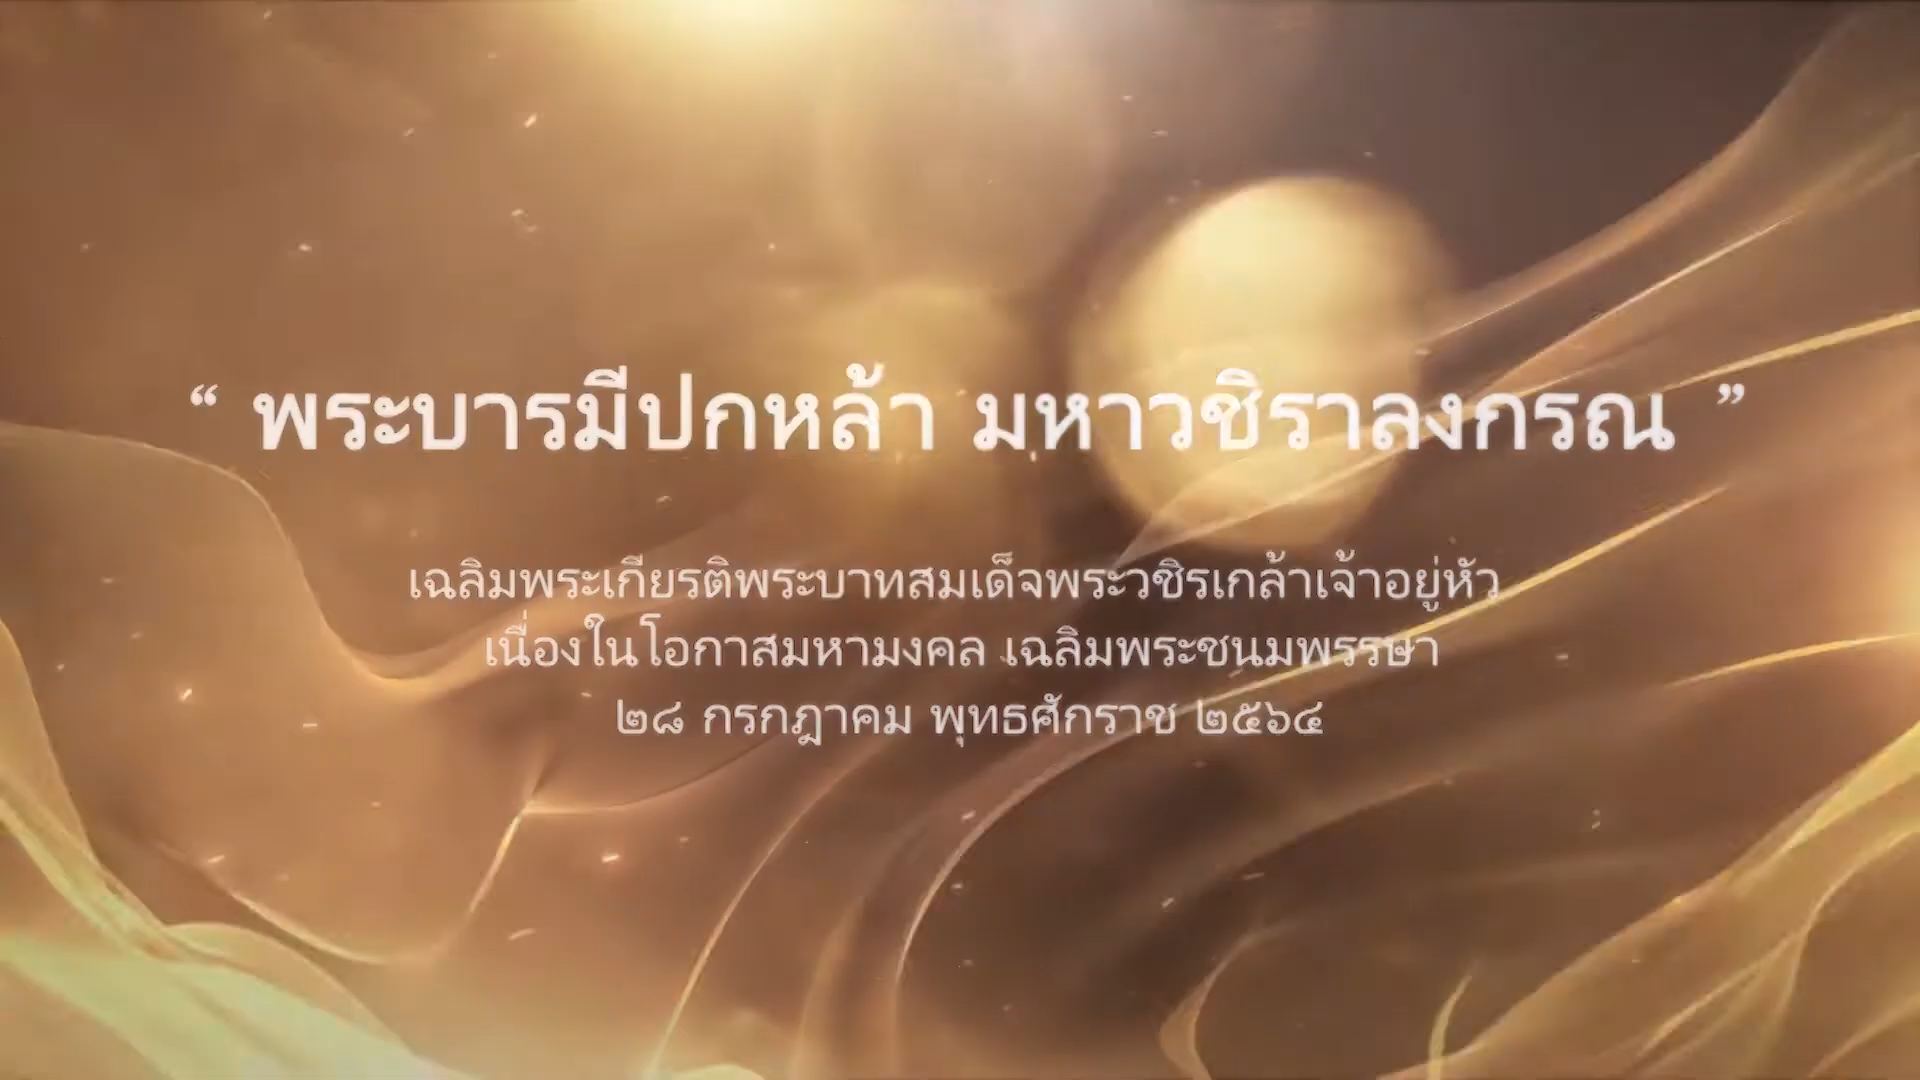 “ พระบารมีปกหล้า มหาวชิราลงกรณ ”
เฉลิมพระเกียรติพระบาทสมเด็จพระวชิรเกล้าเจ้าอยู่หัว
เนื่องในโอกาสมหามงคล เฉลิมพระชนมพรรษา
๒๘ กรกฎาคม พุทธศักราช ๒๕๖๔